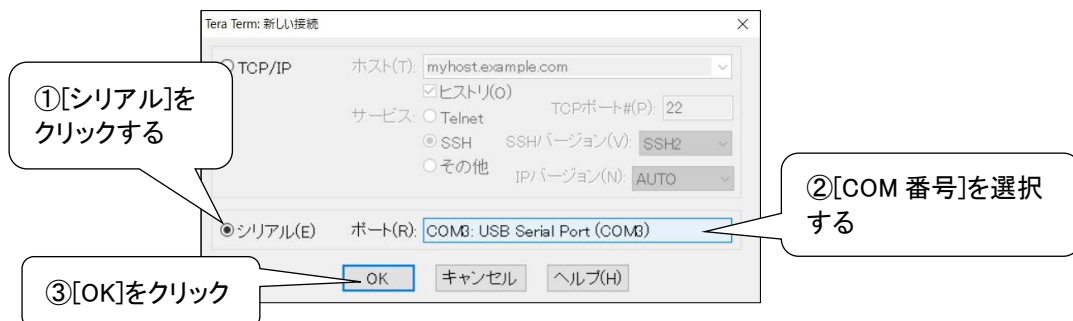 Tera Term: 新しい接続
TCP/IP ホスト(T): myhost.example.com
ヒストリ(O)
サービス: Telnet TCPポート#(P): 22
SSH SSHバージョン(V): SSH2
その他 IPバージョン(N): AUTO
シリアル(E) ポート(R): COM3: USB Serial Port (COM3)
OK キャンセル ヘルプ(H)
①[シリアル]を
クリックする
②[COM 番号]を選択
する
③[OK]をクリック